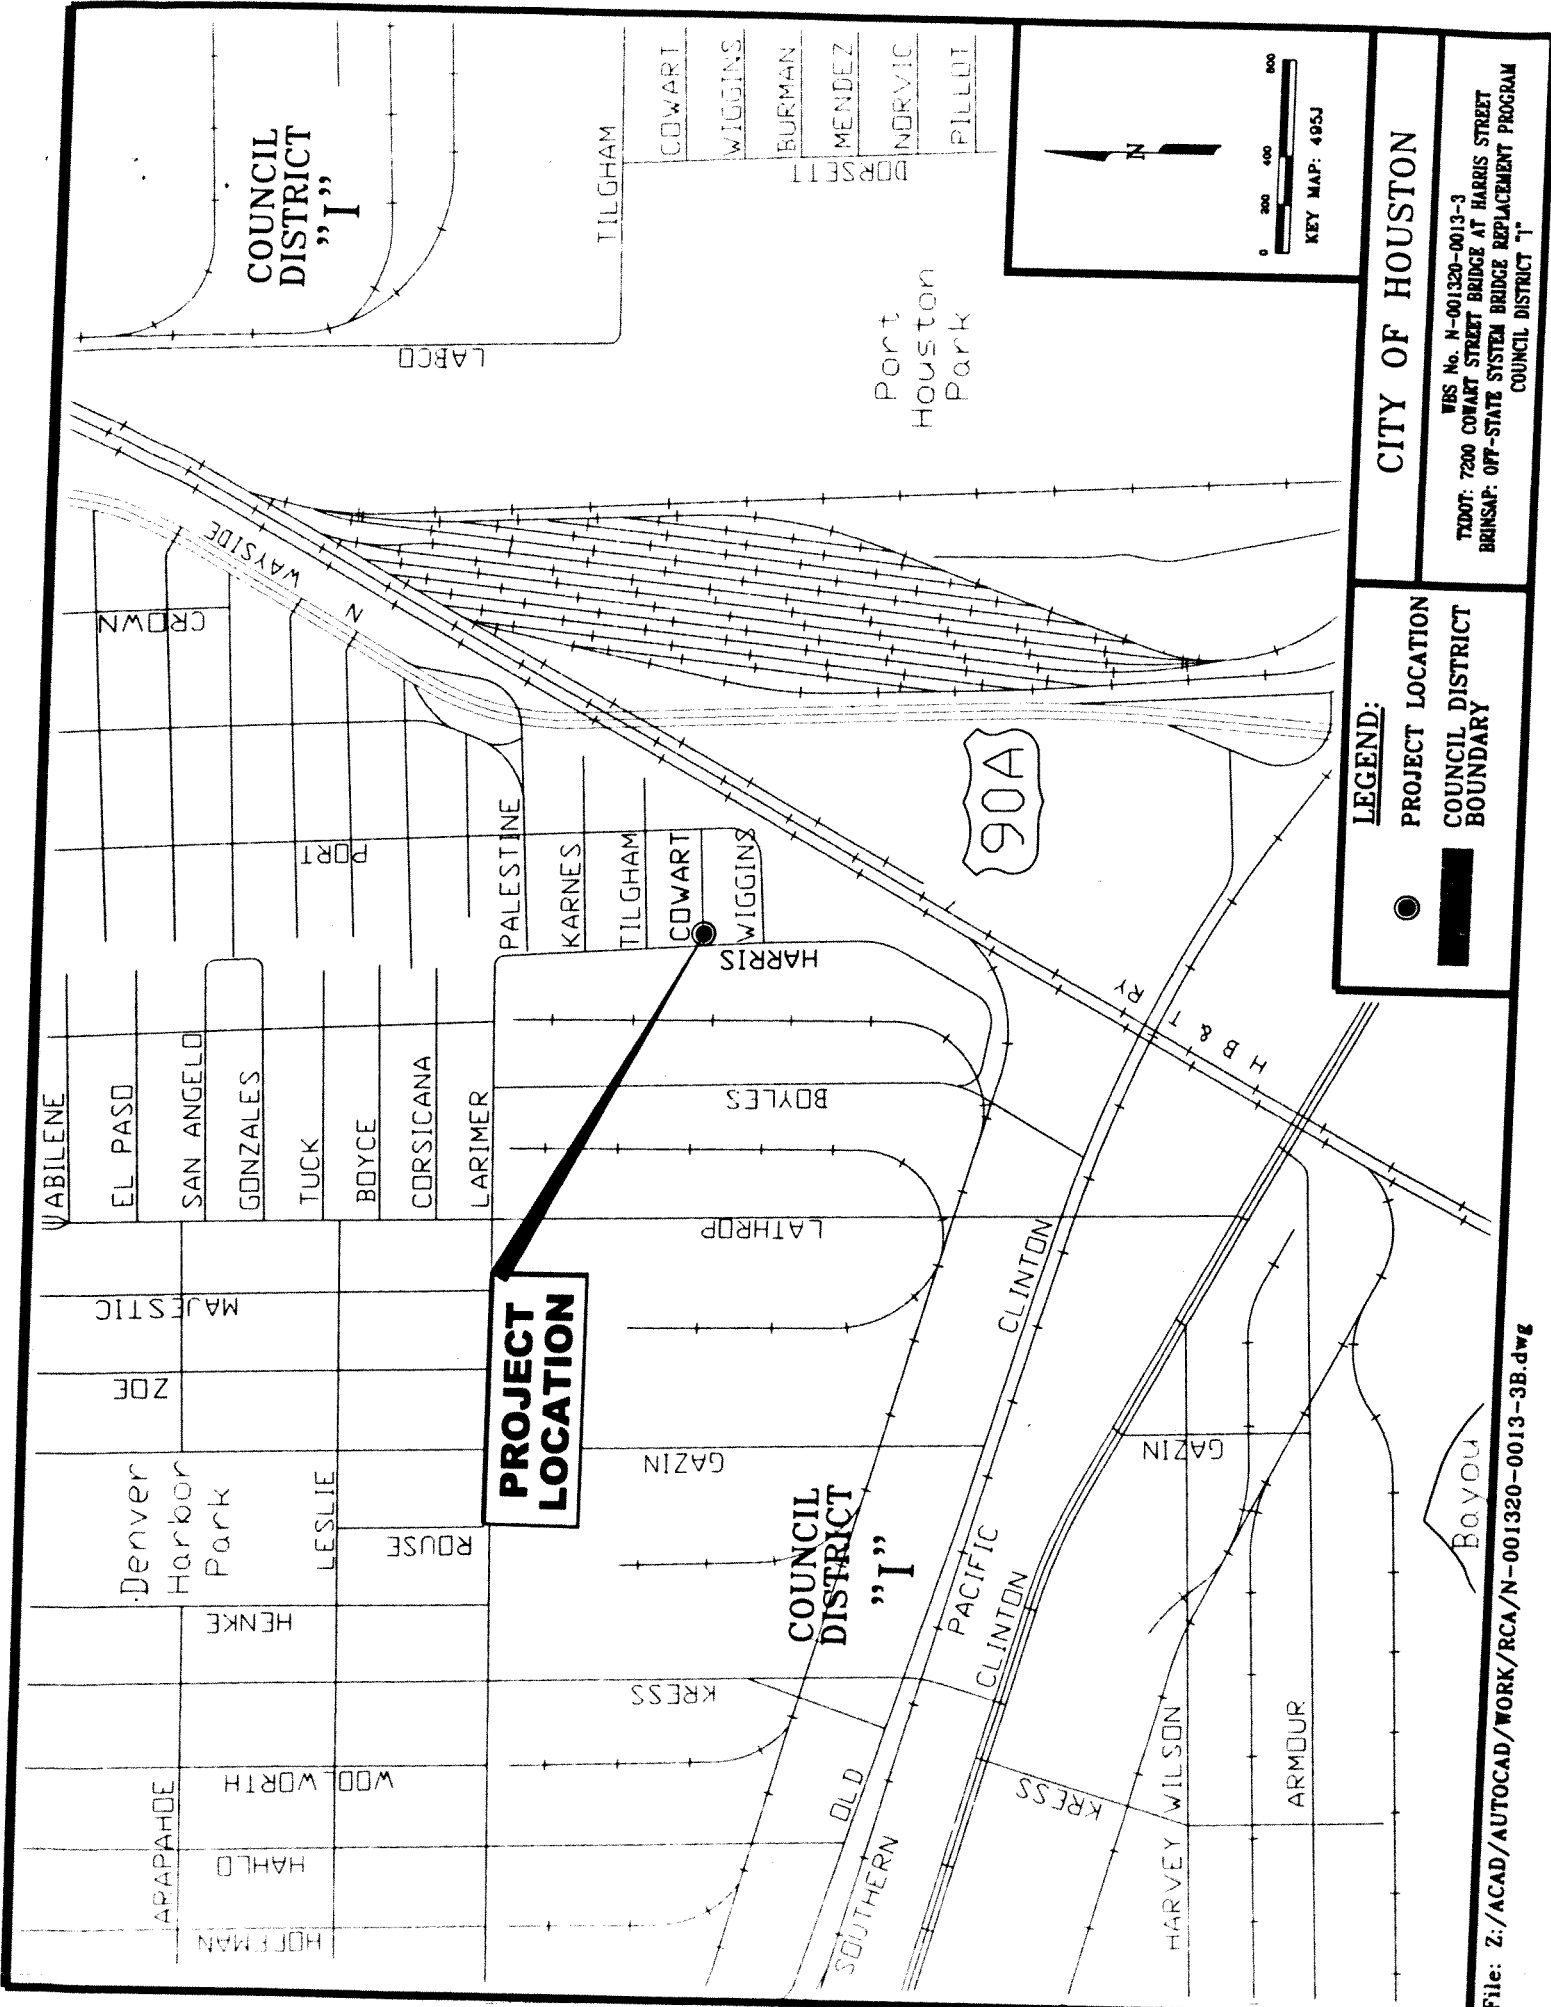 COUNCIL
DISTRICT
"I"
TILGHAM
COWART
WIGGINS
BURMAN
MENDEZ
NORVIC
PILLOT
DORSETT
LABCO
Port
Houston
Park
N
0 200 400 800
KEY MAP: 495J
N WAYSIDE
CROWN
PORT
PALESTINE
KARNES
TILGHAM
COWART
WIGGINS
HARRIS
90A
H B & T RY
ABILENE
EL PASO
SAN ANGELO
GONZALES
TUCK
BOYCE
CORSICANA
LARIMER
BOYLES
LATHROP
MAJESTIC
ZOE
PROJECT
LOCATION
Denver
Harbor
Park
LESLIE
ROUSE
HENKE
GAZIN
KRESS
WOOLWORTH
ARAPAHOE
HAHLO
HOFFMAN
COUNCIL
DISTRICT
"I"
OLD CLINTON
SOUTHERN PACIFIC
CLINTON
KRESS
GAZIN
HARVEY WILSON
ARMOUR
Bayou
LEGEND:
PROJECT LOCATION
COUNCIL DISTRICT
BOUNDARY
CITY OF HOUSTON
WBS No. N-001320-0013-3
TXDOT: 7200 COWART STREET BRIDGE AT HARRIS STREET
BRINSAP: OFF-STATE SYSTEM BRIDGE REPLACEMENT PROGRAM
COUNCIL DISTRICT "I"
File: Z:/ACAD/AUTOCAD/WORK/RCA/N-001320-0013-3B.dwg